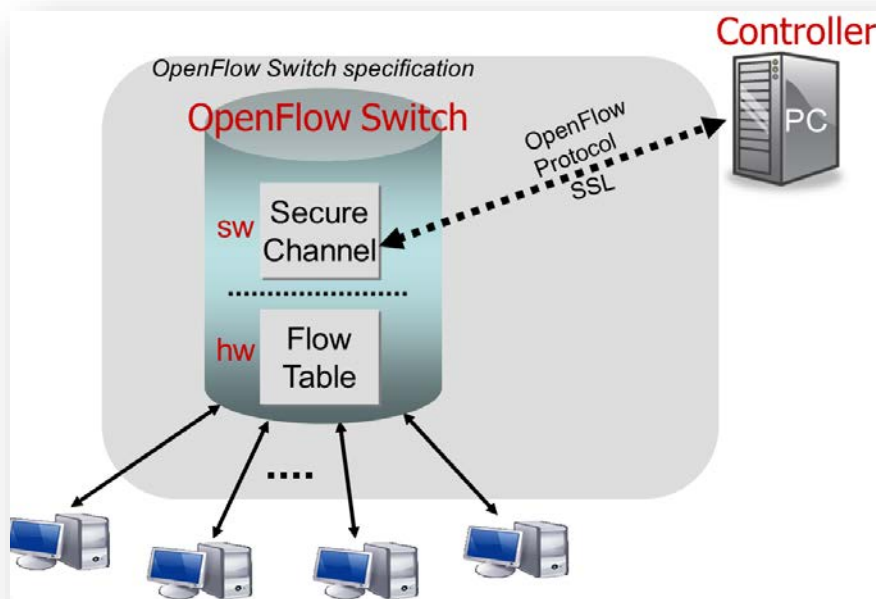 Controller
OpenFlow Switch specification
OpenFlow Switch
PC
OpenFlow
Protocol
SSL
sw
Secure
Channel
hw
Flow
Table